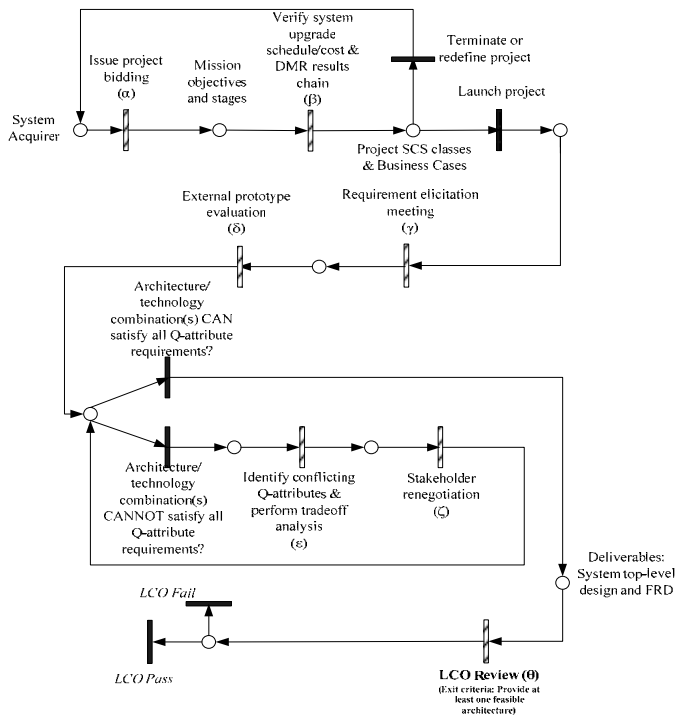 Verify system
upgrade
schedule/cost &
DMR results
chain
(β)
Issue project
bidding
(α)
Mission
objectives
and stages
Terminate or
redefine project
Launch project
System
Acquirer
Project SCS classes
& Business Cases
External prototype
evaluation
(δ)
Requirement elicitation
meeting
(γ)
Architecture/
technology
combination(s) CAN
satisfy all Q-attribute
requirements?
Architecture/
technology
combination(s)
CANNOT satisfy all
Q-attribute
requirements?
Identify conflicting
Q-attributes &
perform tradeoff
analysis
(ε)
Stakeholder
renegotiation
(ζ)
Deliverables:
System top-level
design and FRD
LCO Fail
LCO Pass
LCO Review (θ)
(Exit criteria: Provide at
least one feasible
architecture)